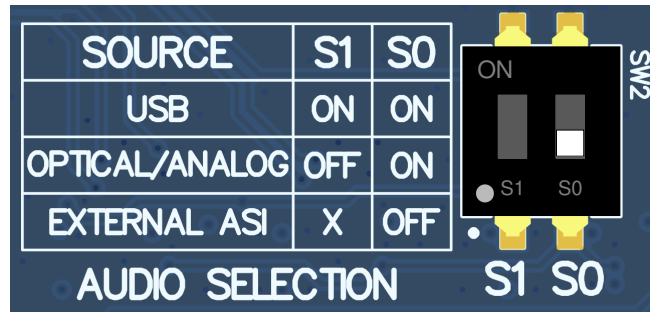 SOURCE S1 S0
USB ON ON
OPTICAL/ANALOG OFF ON
EXTERNAL ASI X OFF
AUDIO SELECTION
ON
S1 S0
S1 S0
SW2